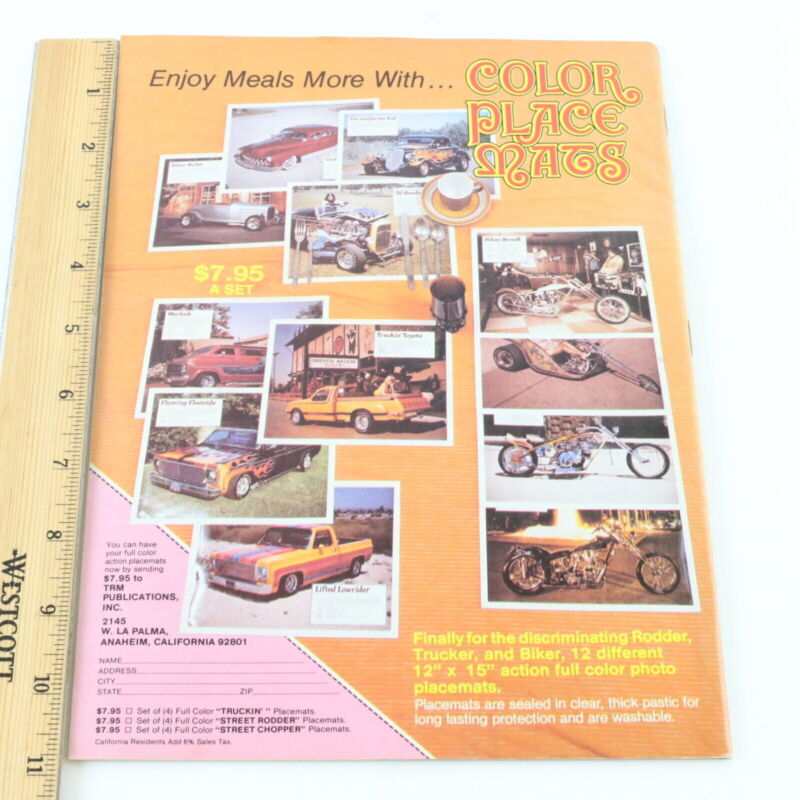 Enjoy Meals More With...
COLOR
PLACE
MATS
The California Kid
Silver Bullet
$7.95
A SET
Warlock
Truckin' Toyota
Flaming Fleetside
Lifted Lowrider
You can have
your full color
action placemats
now by sending
$7.95 to
TRM
PUBLICATIONS,
INC.
2145
W. LA PALMA,
ANAHEIM, CALIFORNIA 92801
NAME
ADDRESS
CITY
STATE ZIP
$7.95 □ Set of (4) Full Color "TRUCKIN'" Placemats.
$7.95 □ Set of (4) Full Color "STREET RODDER" Placemats.
$7.95 □ Set of (4) Full Color "STREET CHOPPER" Placemats.
California Residents Add 6% Sales Tax.
Finally for the discriminating Rodder,
Trucker, and Biker, 12 different
12" x 15" action full color photo
placemats.
Placemats are sealed in clear, thick pastic for
long lasting protection and are washable.
1
2
3
4
5
6
7
8
9
10
11
WESTCOTT